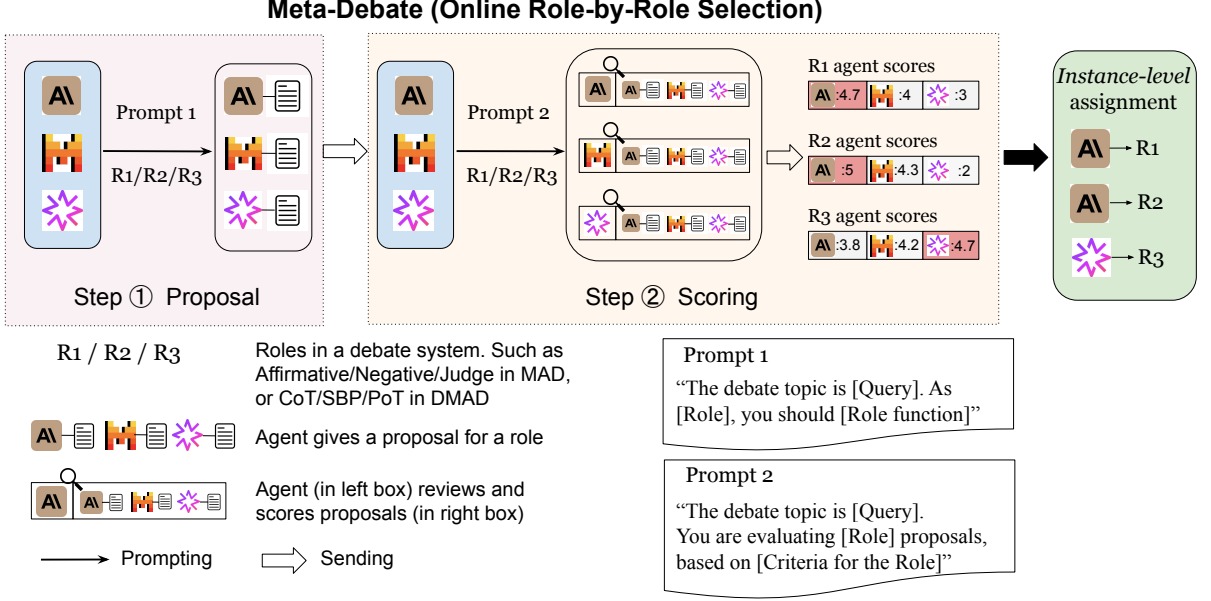 Meta-Debate (Online Role-by-Role Selection)
Prompt 1
R1/R2/R3
Step ① Proposal
Prompt 2
R1/R2/R3
R1 agent scores
:4.7 :4 :3
R2 agent scores
:5 :4.3 :2
R3 agent scores
:3.8 :4.2 :4.7
Step ② Scoring
Instance-level
assignment
R1
R2
R3
R1 / R2 / R3
Roles in a debate system. Such as
Affirmative/Negative/Judge in MAD,
or CoT/SBP/PoT in DMAD
Agent gives a proposal for a role
Agent (in left box) reviews and
scores proposals (in right box)
Prompting
Sending
Prompt 1
“The debate topic is [Query]. As
[Role], you should [Role function]”
Prompt 2
“The debate topic is [Query].
You are evaluating [Role] proposals,
based on [Criteria for the Role]”